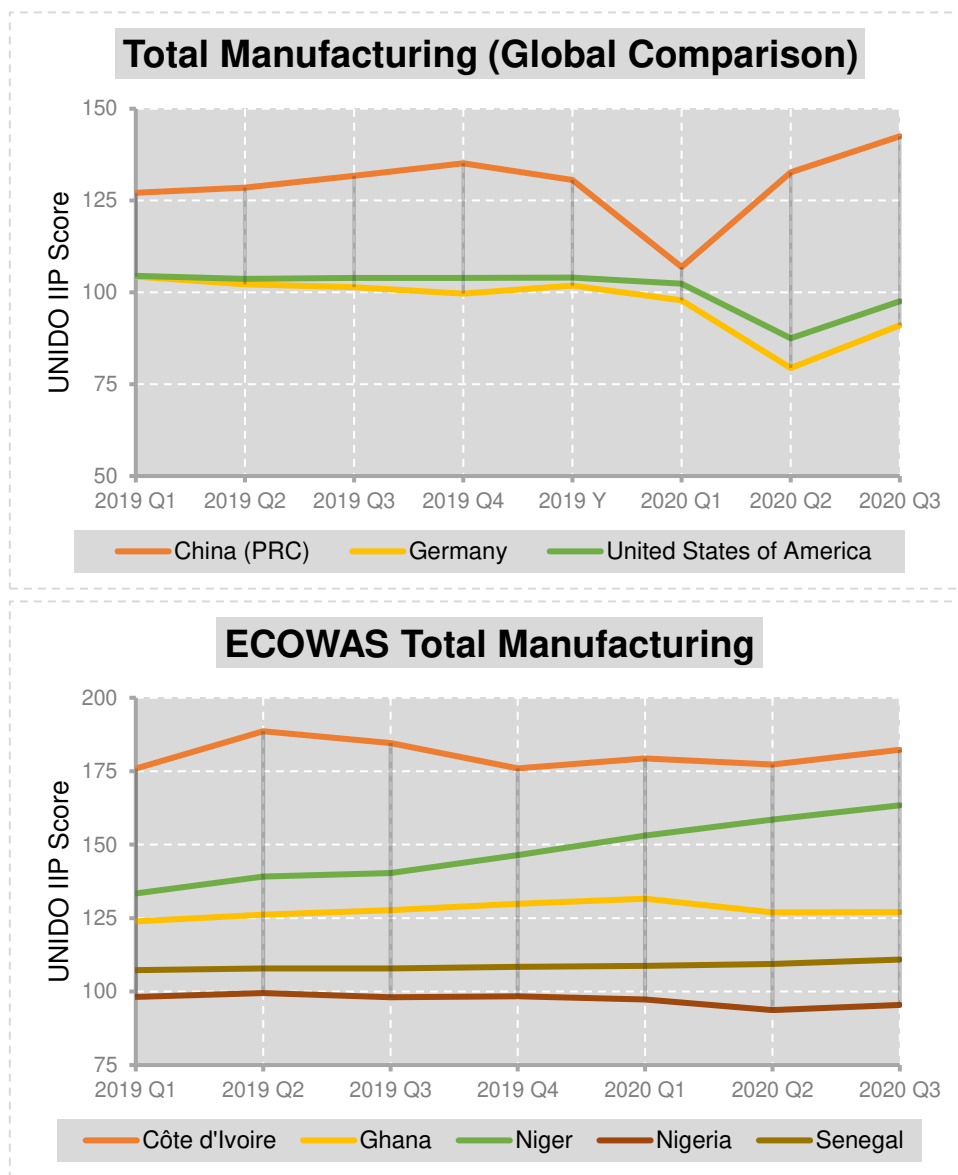 Total Manufacturing (Global Comparison)
150
125
100
75
50
UNIDO IIP Score
2019 Q1 2019 Q2 2019 Q3 2019 Q4 2019 Y 2020 Q1 2020 Q2 2020 Q3
China (PRC) Germany United States of America
ECOWAS Total Manufacturing
200
175
150
125
100
75
UNIDO IIP Score
2019 Q1 2019 Q2 2019 Q3 2019 Q4 2020 Q1 2020 Q2 2020 Q3
Côte d'Ivoire Ghana Niger Nigeria Senegal